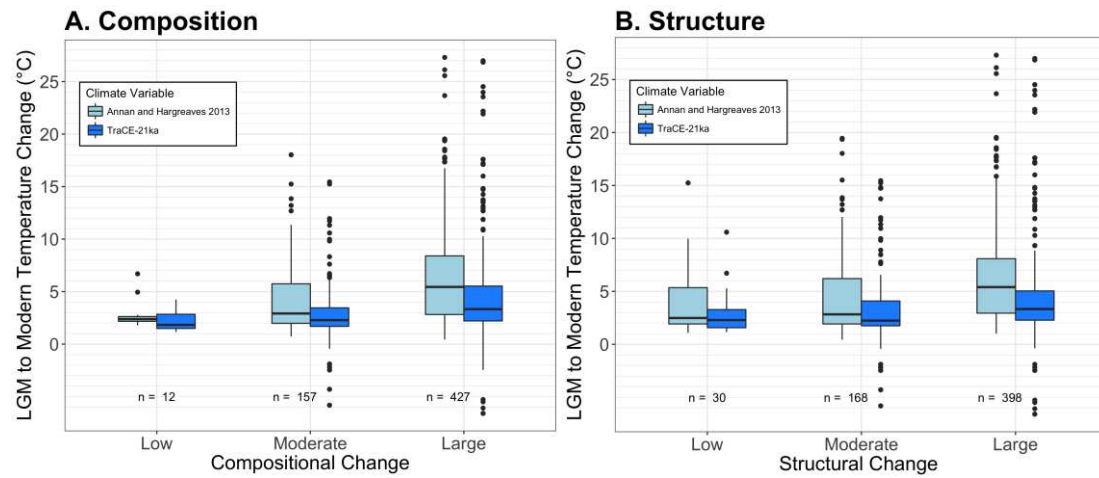 A. Composition
LGM to Modern Temperature Change (°C)
25
20
15
10
5
0
Climate Variable
Annan and Hargreaves 2013
TraCE-21ka
n = 12
n = 157
n = 427
Low
Moderate
Large
Compositional Change
B. Structure
LGM to Modern Temperature Change (°C)
25
20
15
10
5
0
Climate Variable
Annan and Hargreaves 2013
TraCE-21ka
n = 30
n = 168
n = 398
Low
Moderate
Large
Structural Change